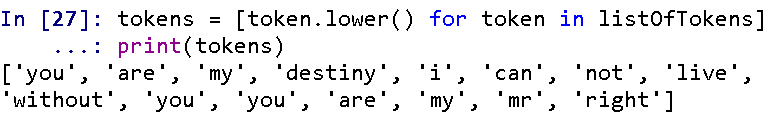 In [27]: tokens = [token.lower() for token in listOfTokens]
    ...: print(tokens)
['you', 'are', 'my', 'destiny', 'i', 'can', 'not', 'live',
'without', 'you', 'you', 'are', 'my', 'mr', 'right']